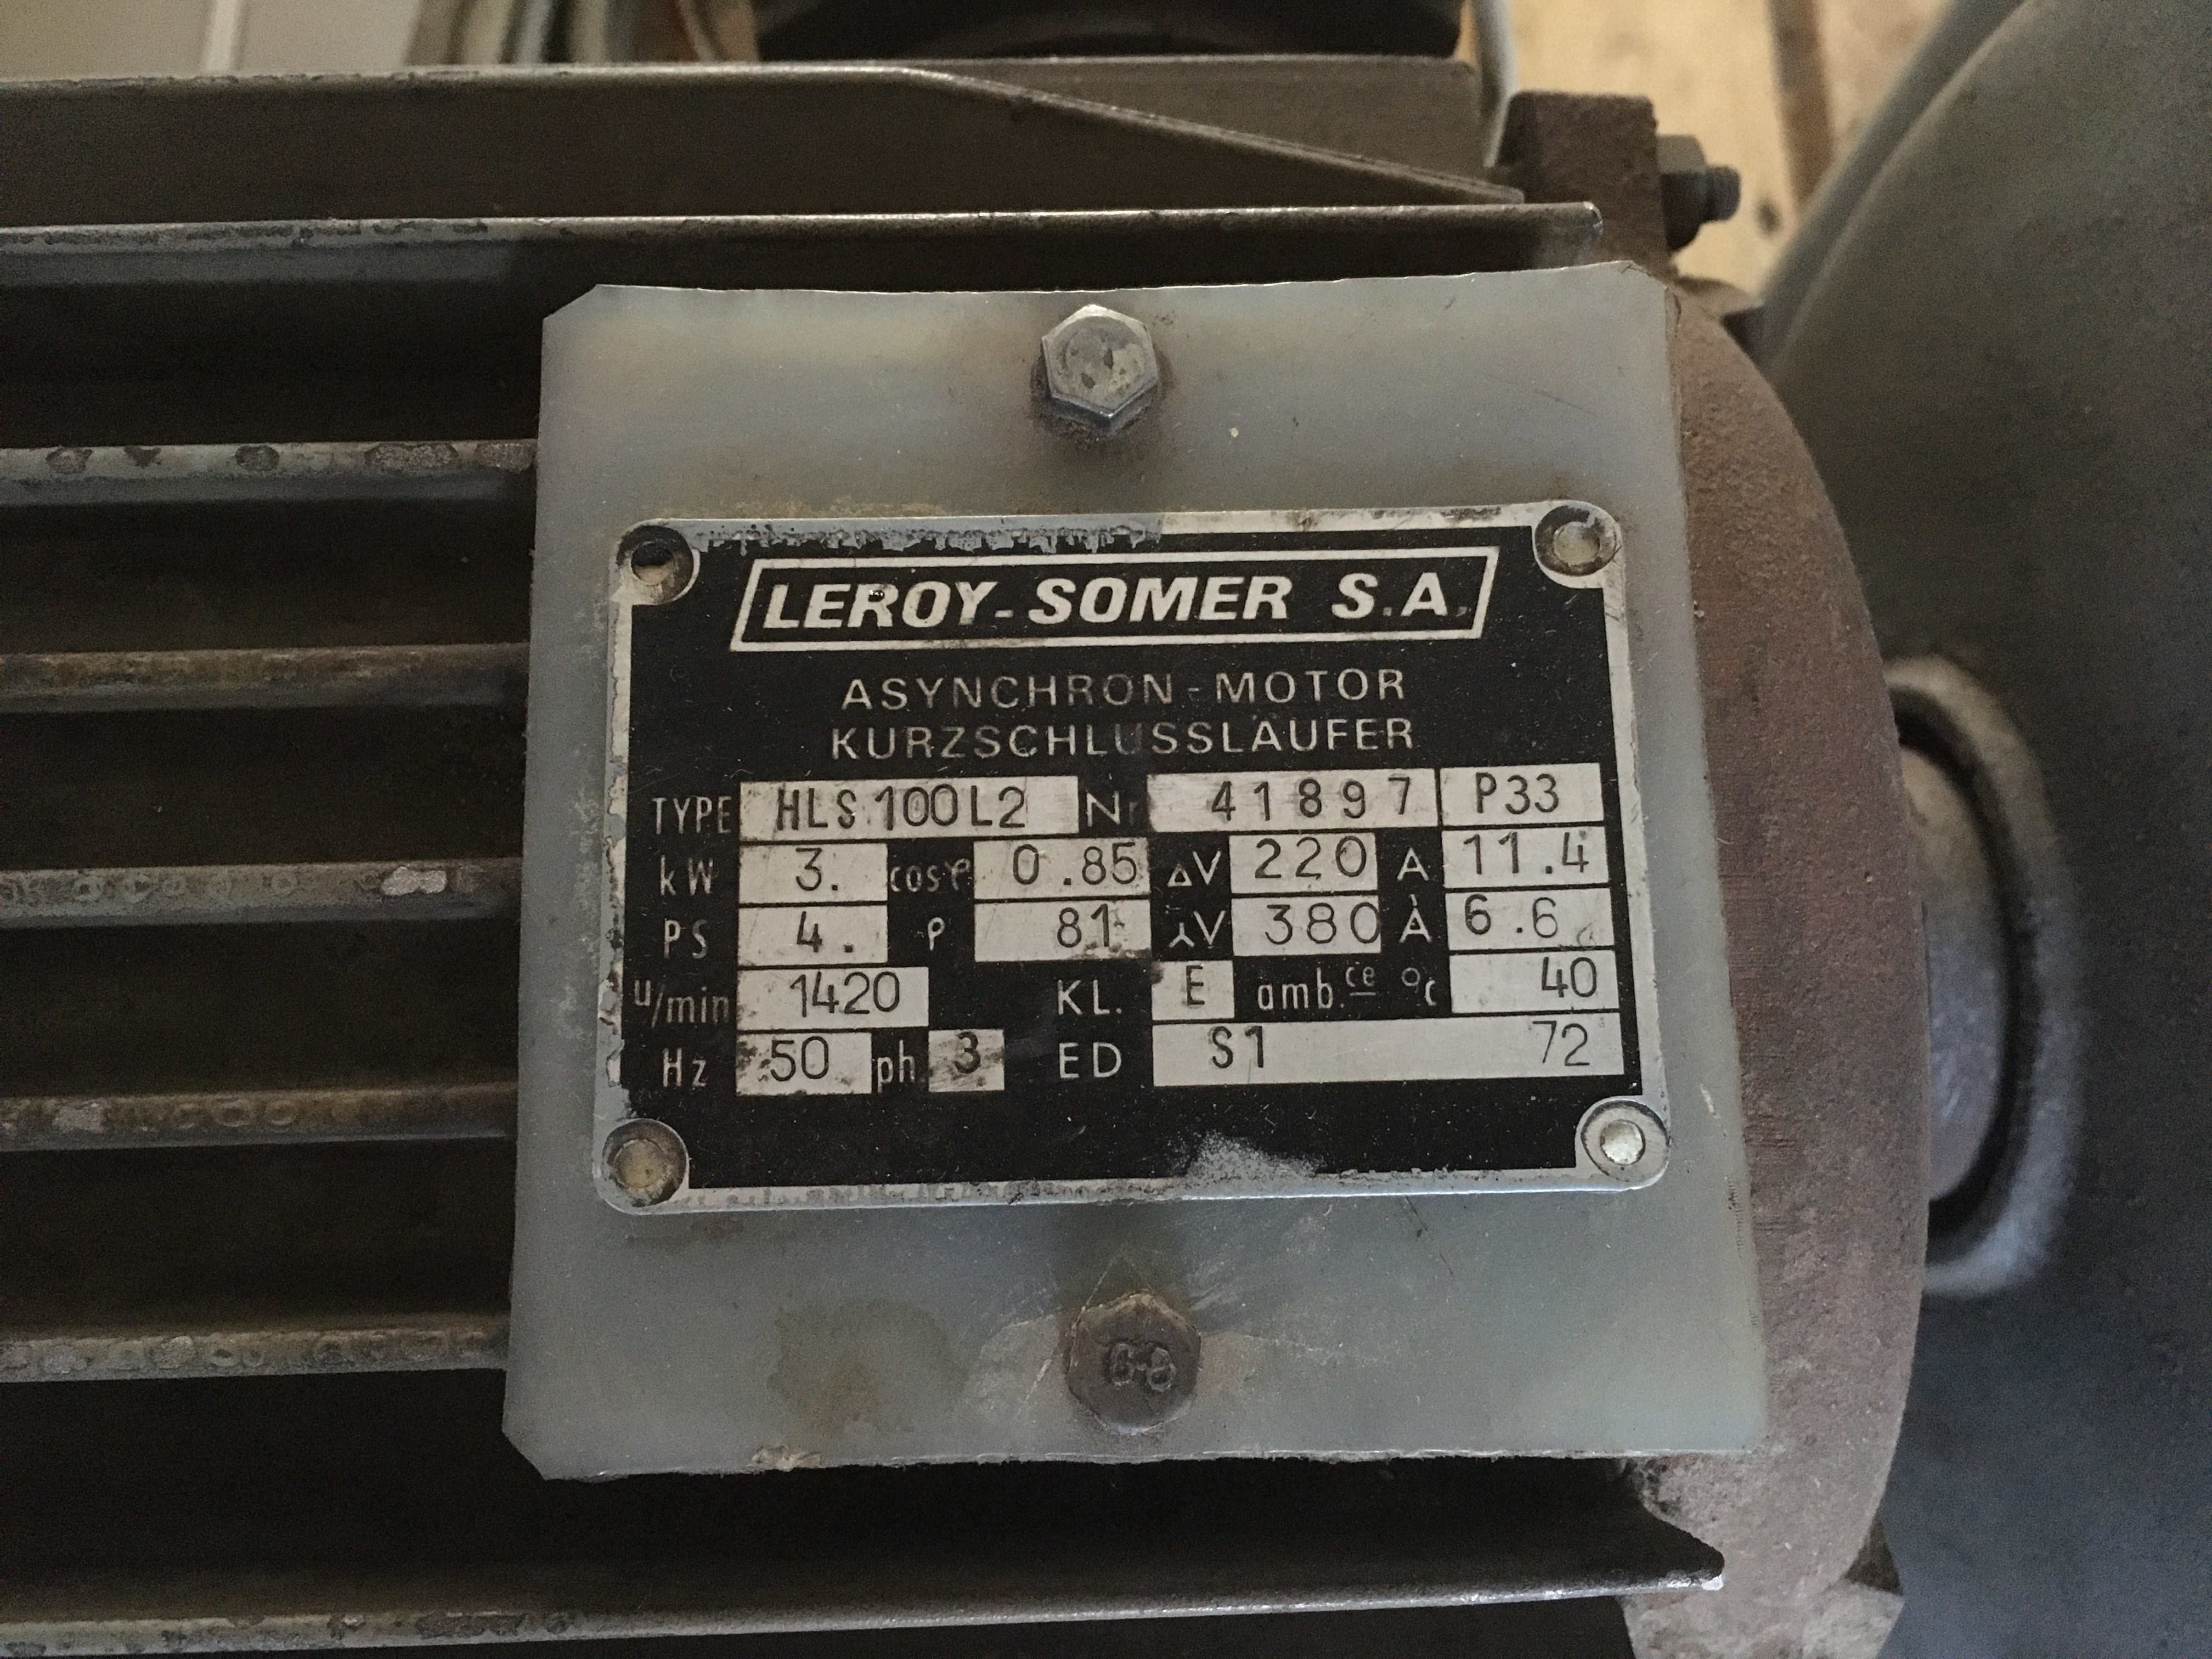 LEROY-SOMER S.A.
ASYNCHRON-MOTOR
KURZSCHLUSSLÄUFER
TYPE HLS.100L2 Nr 41897 P33
kW 3. cosφ 0.85 ΔV 220 A 11.4
PS 4. ρ 81 ⅄V 380 A 6.6
u/min 1420 KL. E amb.ce °C 40
Hz 50 ph 3 ED S1 72